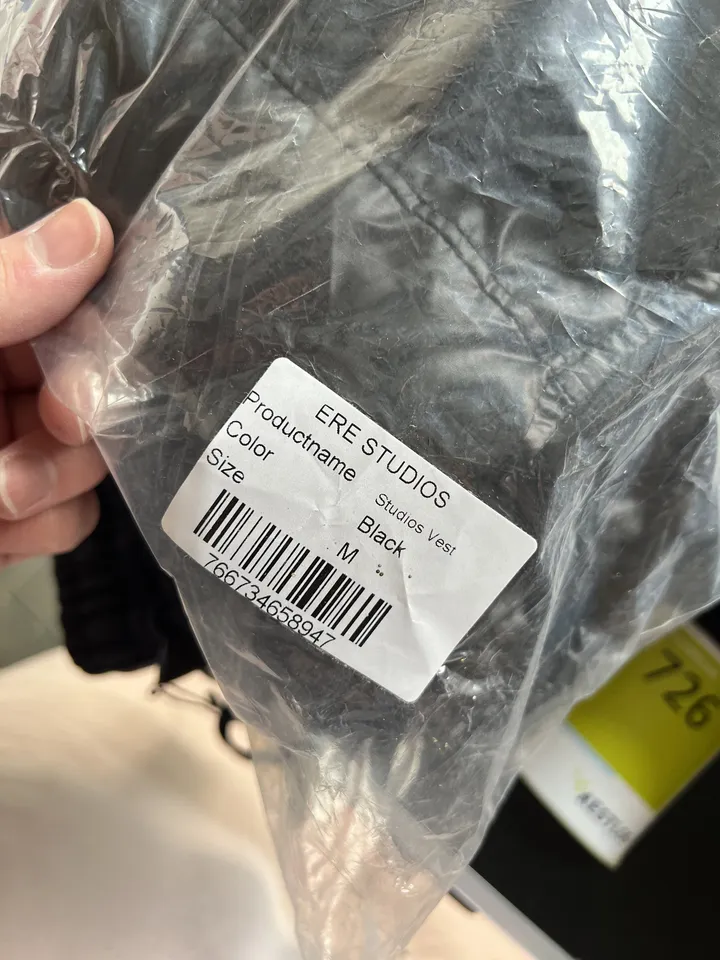 ERE STUDIOS
Productname Studios Vest
Color Black
Size M
766734658947
726